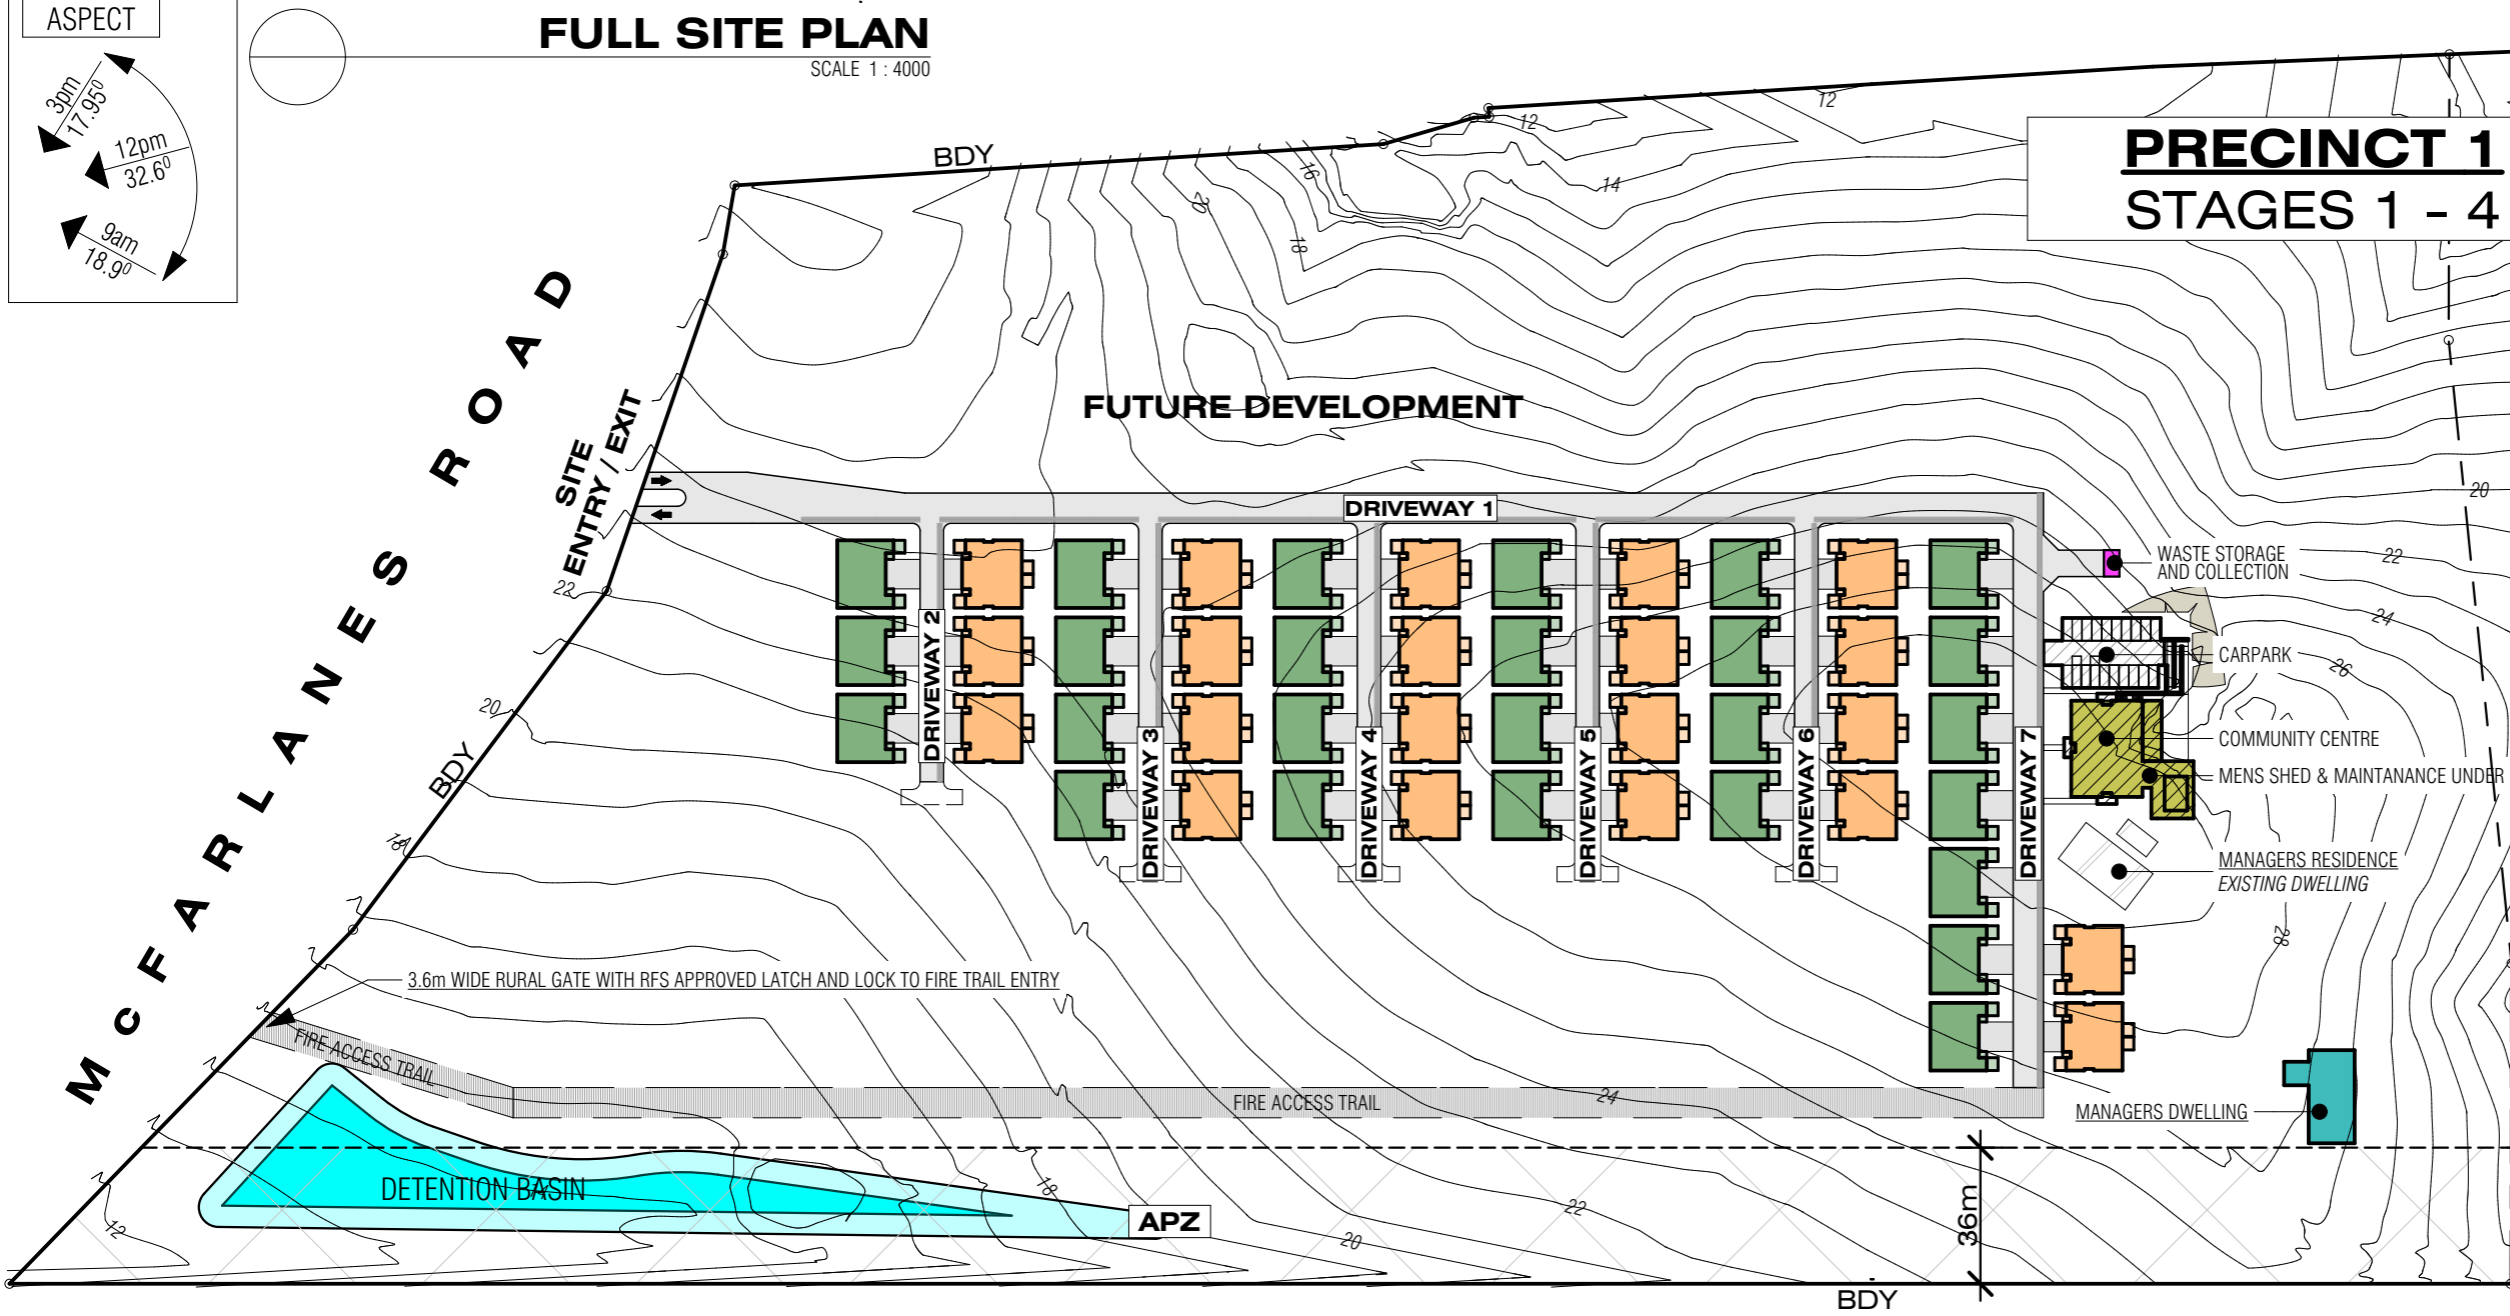 ASPECT
3pm
17.95⁰
12pm
32.6⁰
9am
18.9⁰
FULL SITE PLAN
SCALE 1 : 4000
PRECINCT 1
STAGES 1 - 4
BDY
12
12
14
16
20
18
McFARLANES ROAD
SITE
ENTRY / EXIT
FUTURE DEVELOPMENT
DRIVEWAY 1
20
22
WASTE STORAGE
AND COLLECTION
22
24
DRIVEWAY 2
CARPARK
26
20
BDY
18
DRIVEWAY 3
DRIVEWAY 4
DRIVEWAY 5
DRIVEWAY 6
DRIVEWAY 7
COMMUNITY CENTRE
MENS SHED & MAINTANANCE UNDER
MANAGERS RESIDENCE
EXISTING DWELLING
28
3.6m WIDE RURAL GATE WITH RFS APPROVED LATCH AND LOCK TO FIRE TRAIL ENTRY
FIRE ACCESS TRAIL
FIRE ACCESS TRAIL
24
MANAGERS DWELLING
DETENTION BASIN
14
18
APZ
12
20
22
36m
BDY